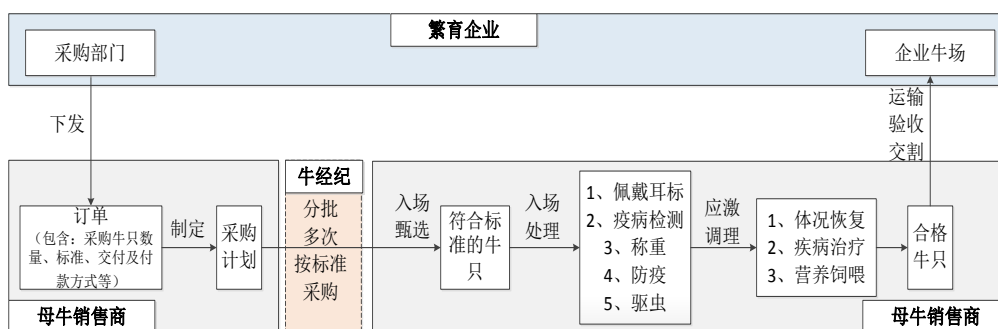 繁育企业
采购部门
企业牛场
下发
运输
验收
交割
订单
（包含：采购牛只数
量、标准、交付及付
款方式等）
制定
采购
计划
牛经纪
分批
多次
按标准
采购
入场
甄选
符合标
准的牛
只
入场
处理
1、佩戴耳标
2、疫病检测
3、称重
4、防疫
5、驱虫
应激
调理
1、体况恢复
2、疾病治疗
3、营养饲喂
合格
牛只
母牛销售商
母牛销售商